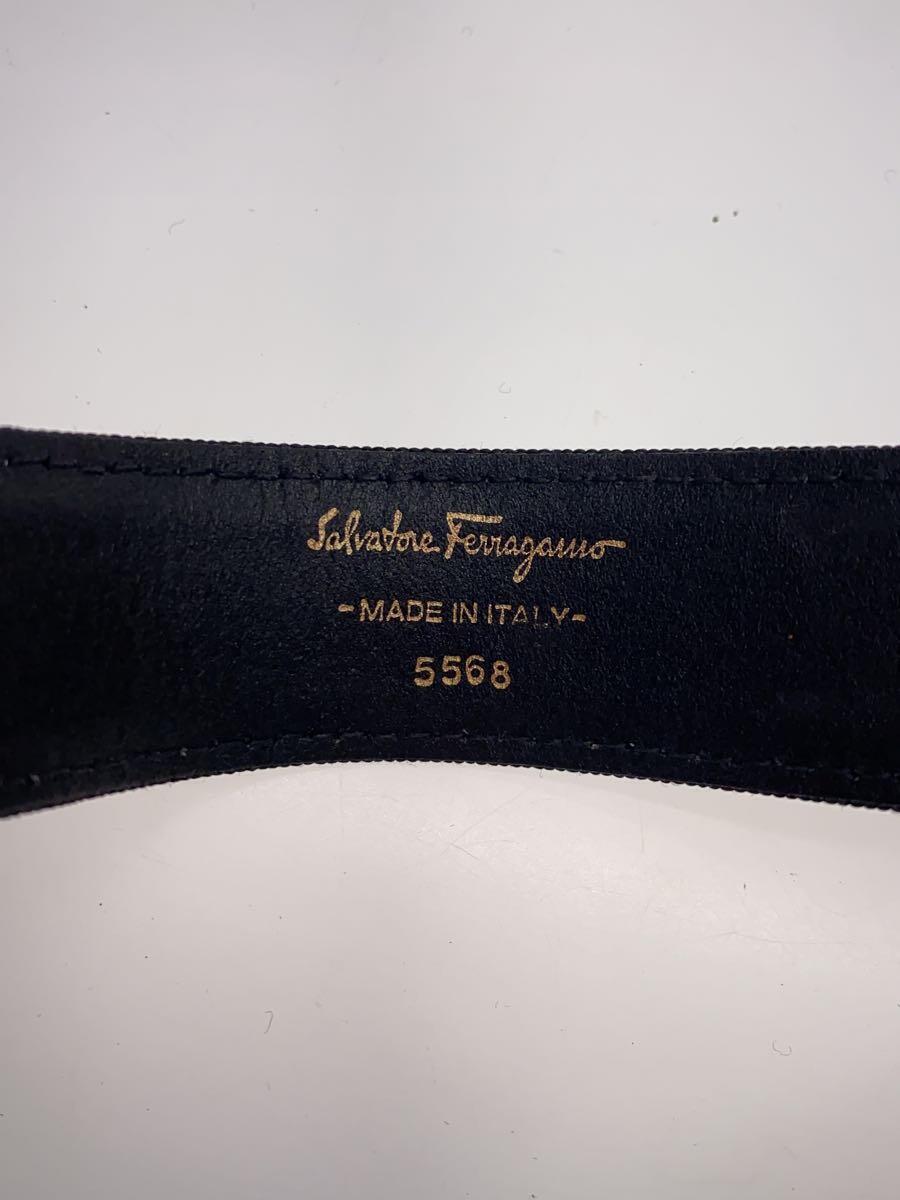 Salvatore Ferragamo
-MADE IN ITALY-
5568